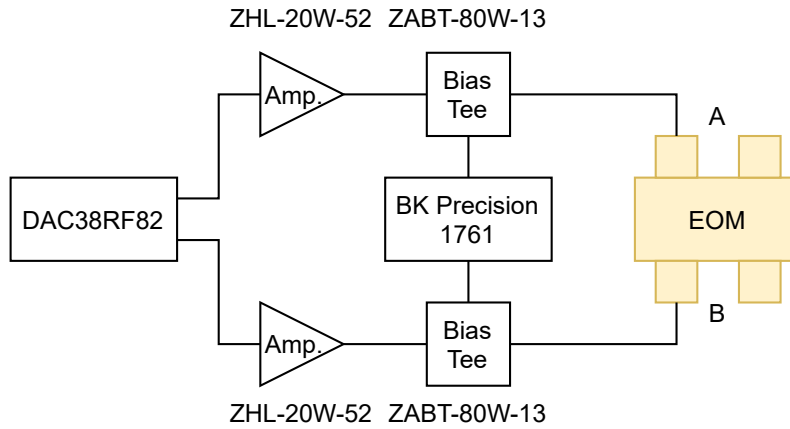 ZHL-20W-52 ZABT-80W-13
Amp.
Bias
Tee
A
DAC38RF82
BK Precision
1761
EOM
B
Amp.
Bias
Tee
ZHL-20W-52 ZABT-80W-13